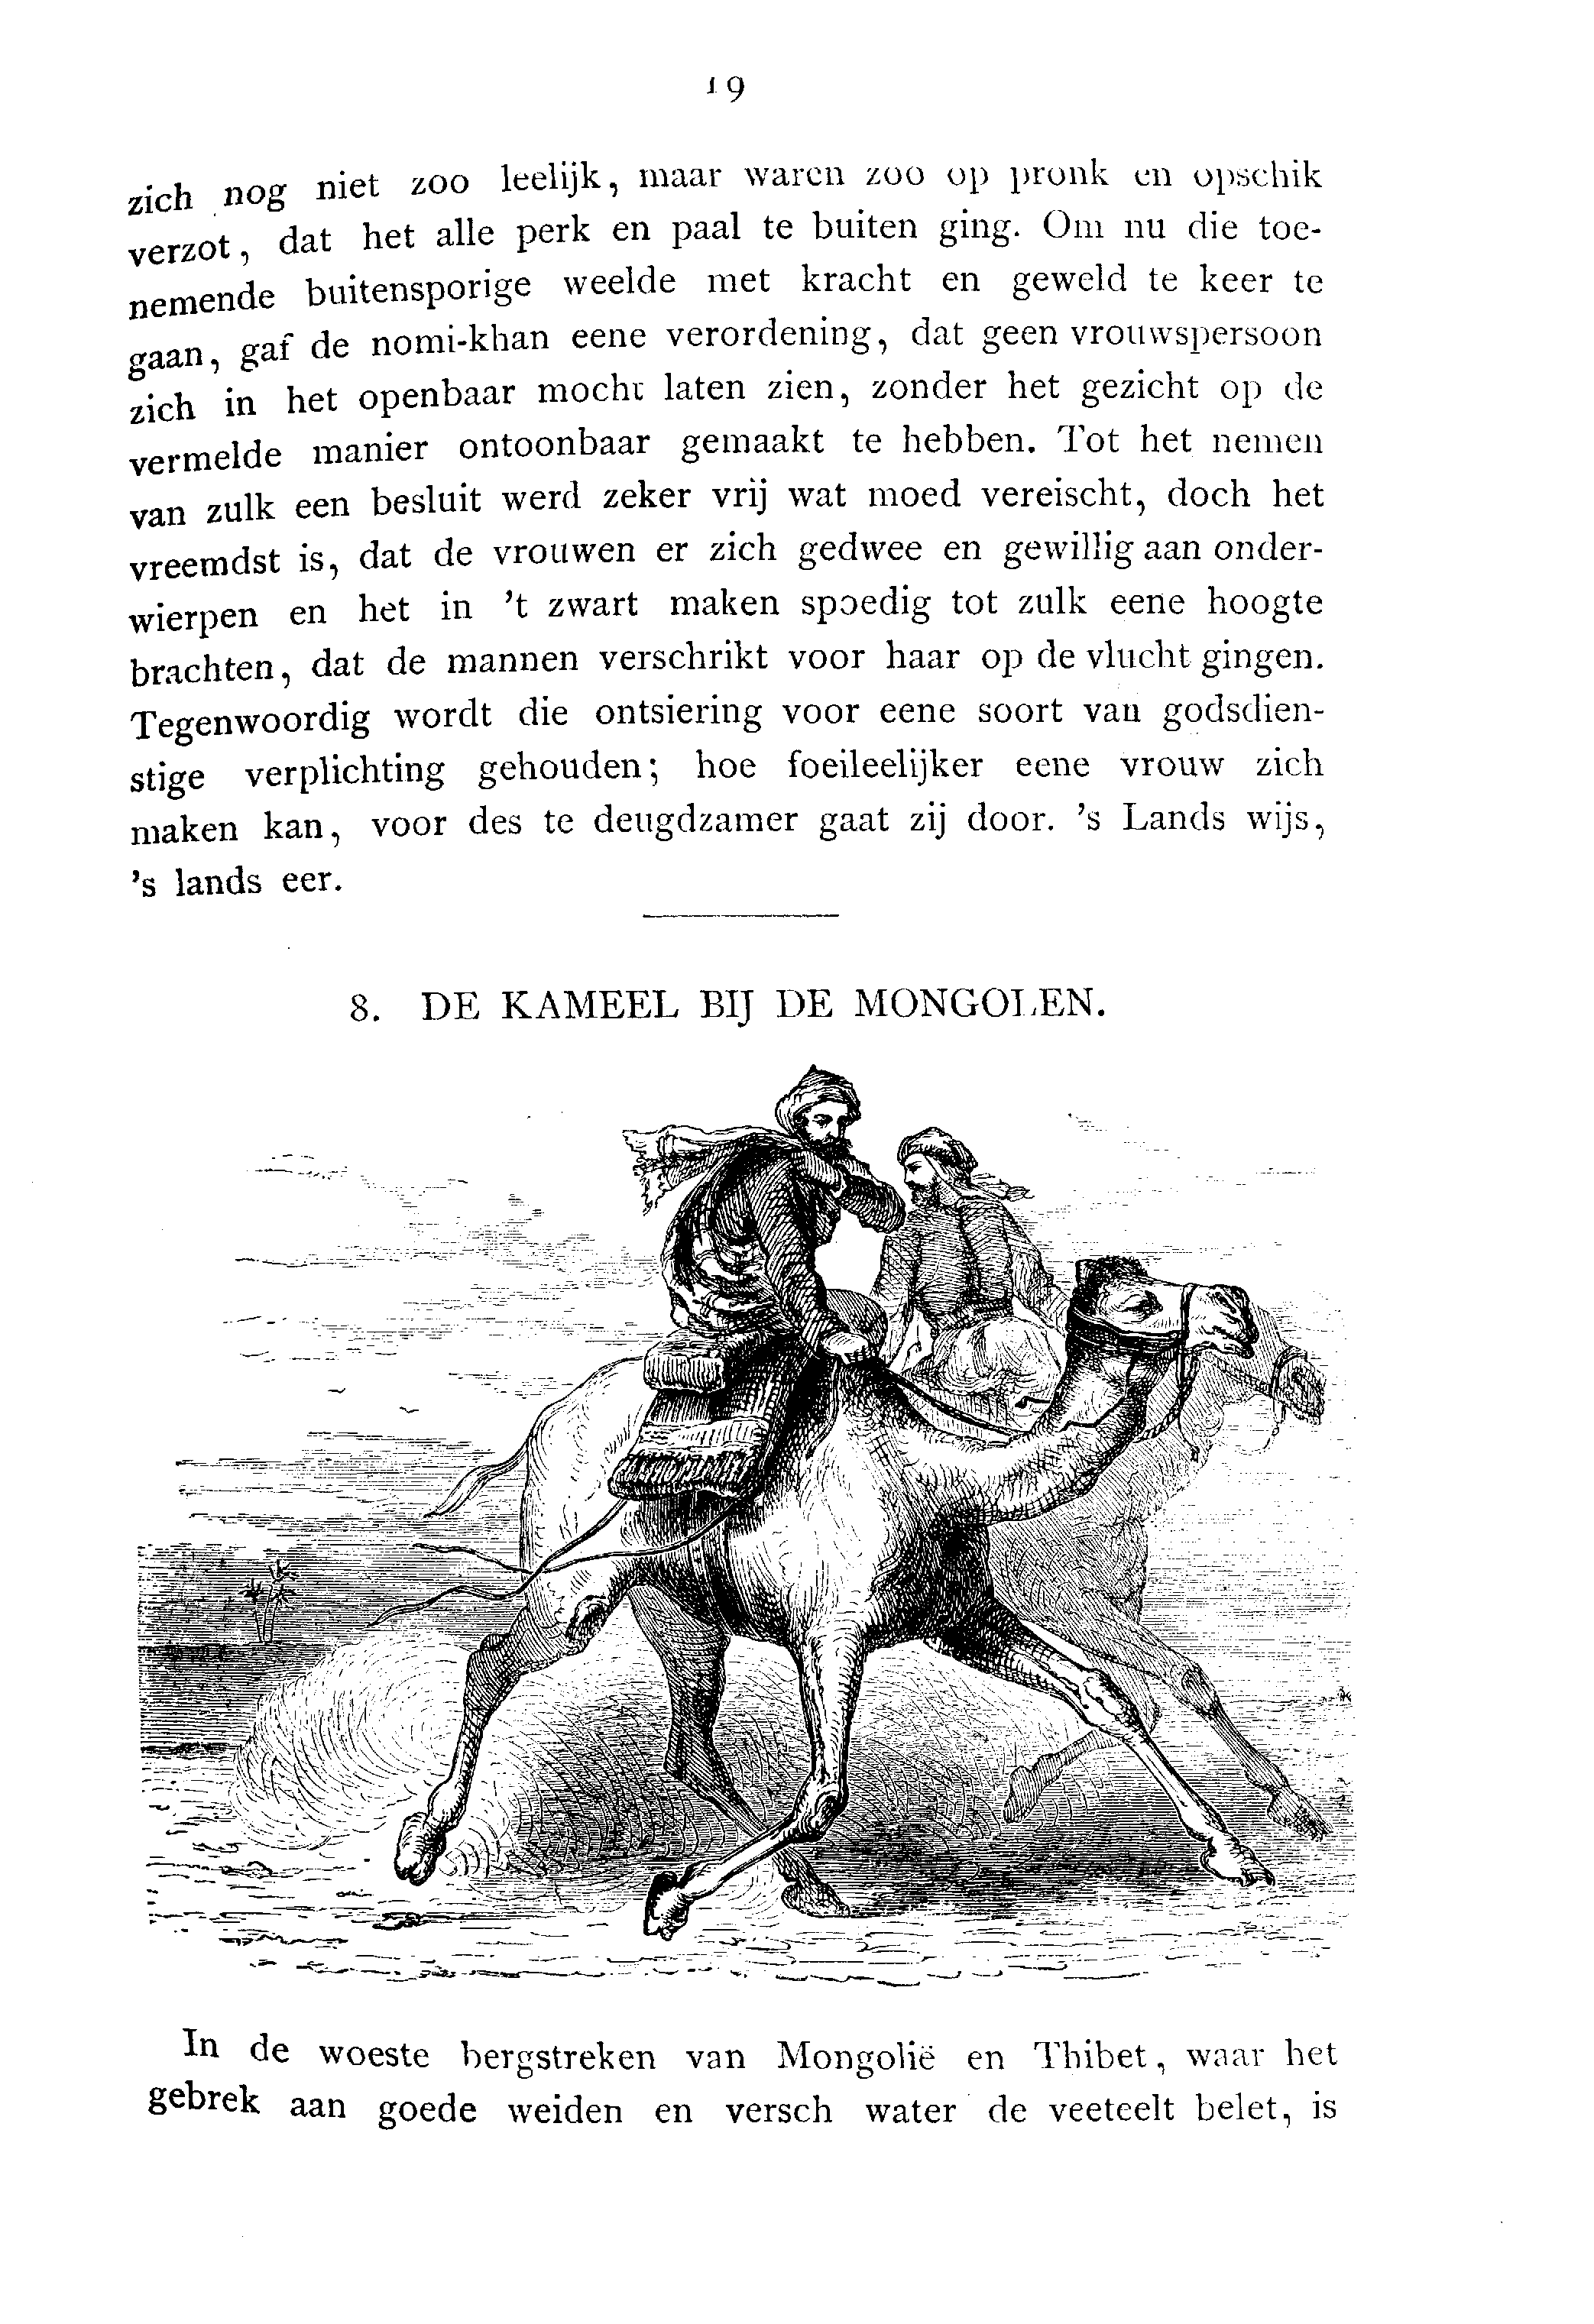 19
zich nog niet zoo leelijk, maar waren zoo op pronk en opschik
verzot, dat het alle perk en paal te buiten ging. Om nu die toe-
nemende buitensporige weelde met kracht en geweld te keer te
gaan, gaf de nomi-khan eene verordening, dat geen vrouwspersoon
zich in het openbaar mocht laten zien, zonder het gezicht op de
vermelde manier ontoonbaar gemaakt te hebben. Tot het nemen
van zulk een besluit werd zeker vrij wat moed vereischt, doch het
vreemdst is, dat de vrouwen er zich gedwee en gewillig aan onder-
wierpen en het in 't zwart maken spoedig tot zulk eene hoogte
brachten, dat de mannen verschrikt voor haar op de vlucht gingen.
Tegenwoordig wordt die ontsiering voor eene soort van godsdien-
stige verplichting gehouden; hoe foeileelijker eene vrouw zich
maken kan, voor des te deugdzamer gaat zij door. 's Lands wijs,
's lands eer.
8. DE KAMEEL BIJ DE MONGOLEN.
In de woeste bergstreken van Mongolië en Thibet, waar het
gebrek aan goede weiden en versch water de veeteelt belet, is